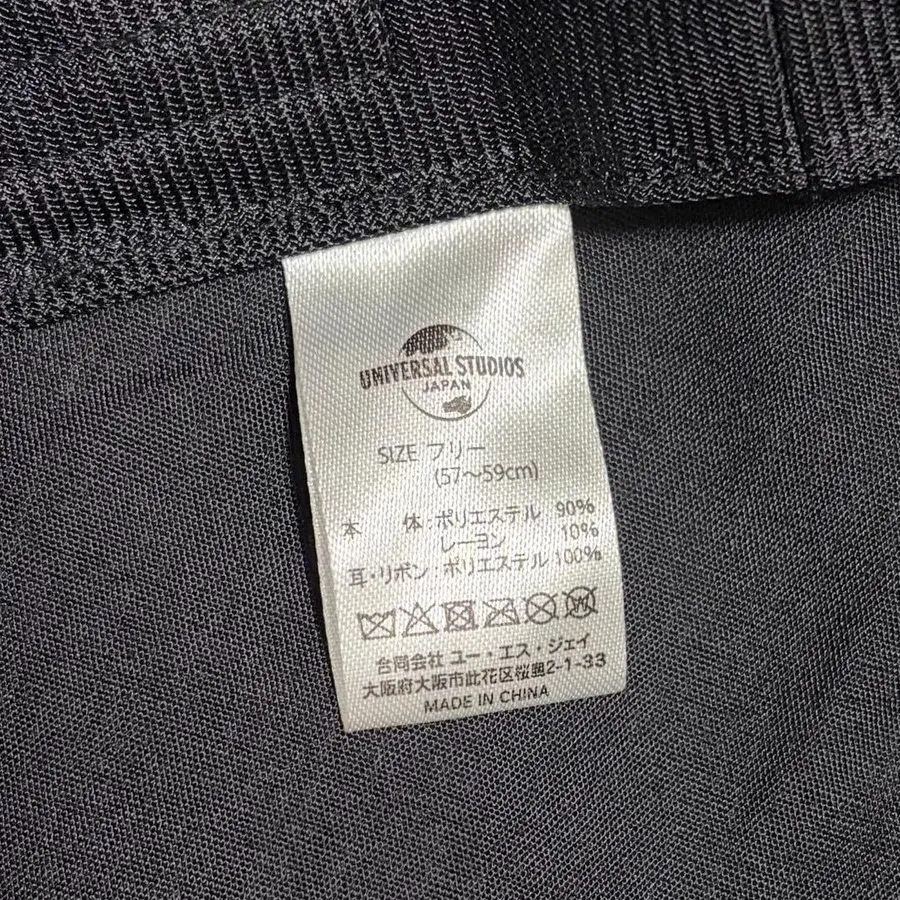 UNIVERSAL STUDIOS
JAPAN
SIZE フリー
(57～59cm)
本　体：ポリエステル 90%
レーヨン 10%
耳・リボン：ポリエステル 100%
合同会社 ユー・エス・ジェイ
大阪府大阪市此花区桜島2-1-33
MADE IN CHINA